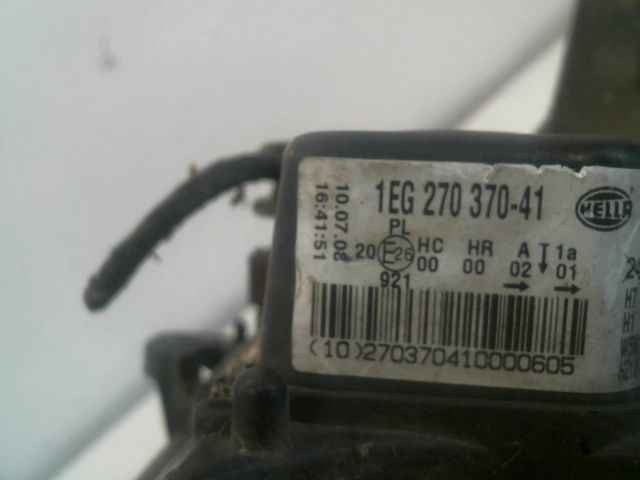 1EG 270 370-41
HELLA
10.07.08
16:41:51
PL
20 E26 HC HR A 1a
00 00 02 01
921
(10)270370410000605